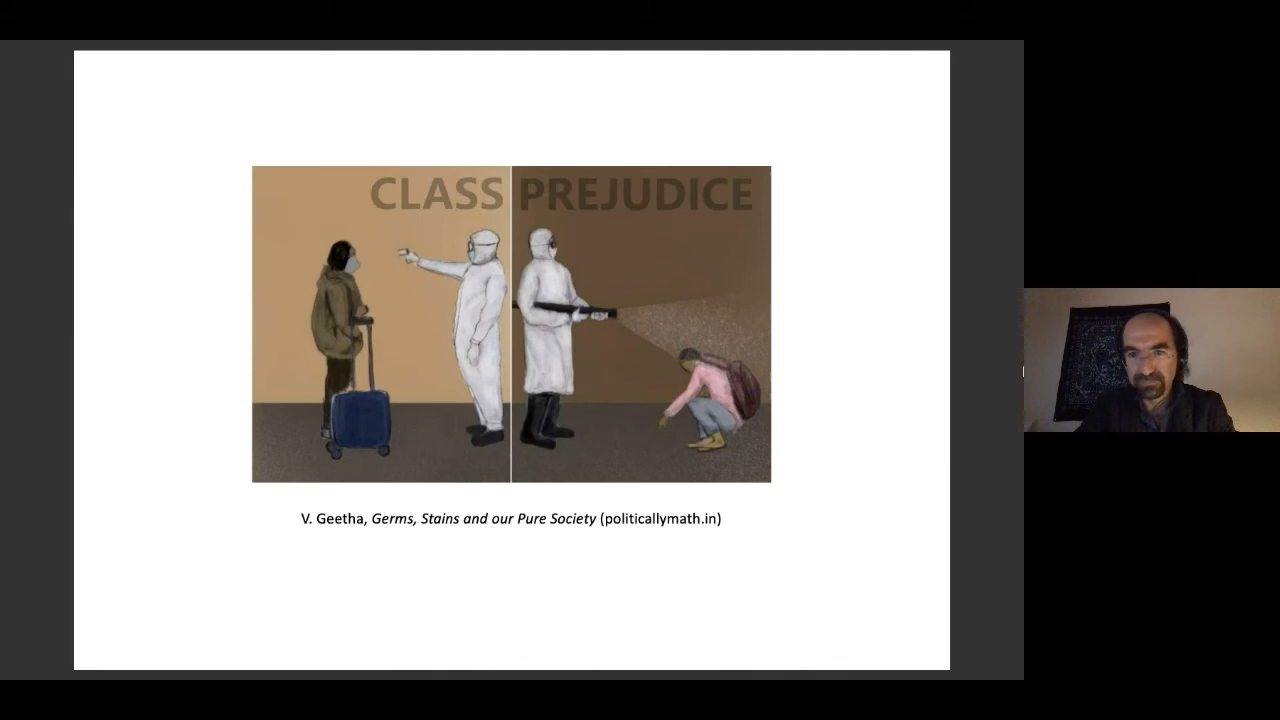 CLASS PREJUDICE
V. Geetha, Germs, Stains and our Pure Society (politicallymath.in)